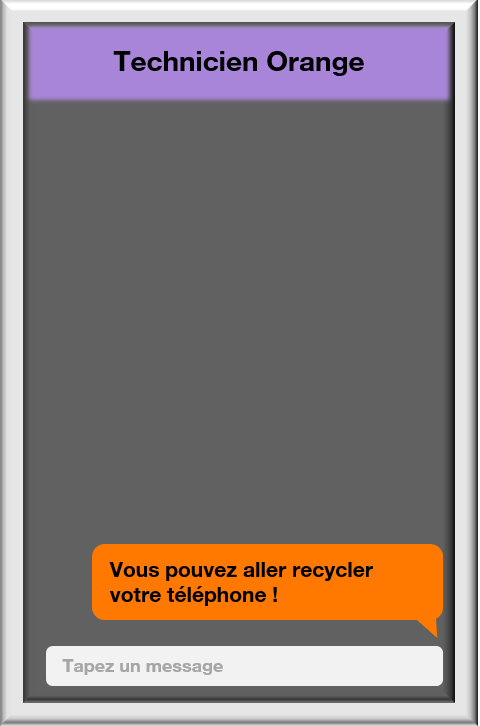 Technicien Orange
Vous pouvez aller recycler
votre téléphone !
Tapez un message